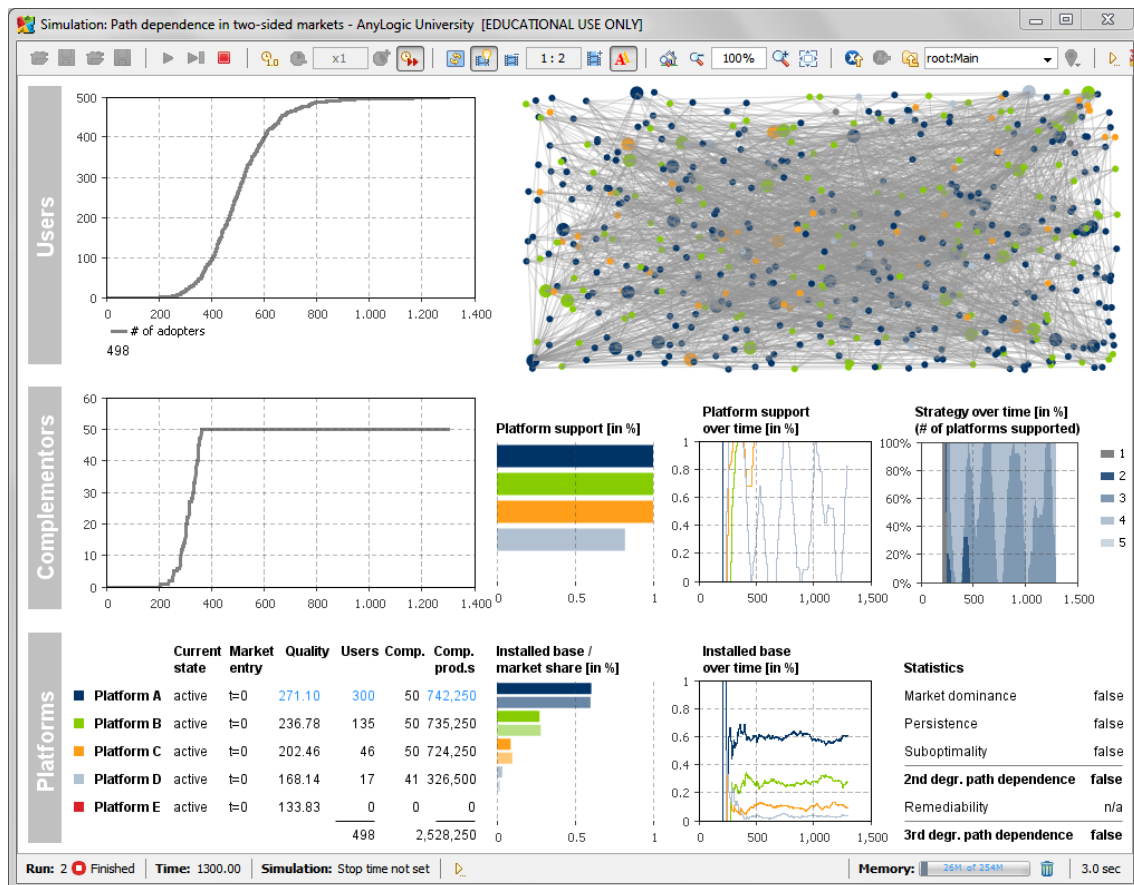 Simulation: Path dependence in two-sided markets - AnyLogic University [EDUCATIONAL USE ONLY]
x1 1:2 100% root:Main
Users
500
400
300
200
100
0
0 200 400 600 800 1.000 1.200 1.400
# of adopters
498
Complementors
60
50
40
30
20
10
0
0 200 400 600 800 1.000 1.200 1.400
Platform support [in %]
0 0.5 1
Platform support
over time [in %]
1
0.8
0.6
0.4
0.2
0
0 500 1,000 1,500
Strategy over time [in %]
(# of platforms supported)
100%
80%
60%
40%
20%
0%
0 500 1.000 1.500
1
2
3
4
5
Platforms
Current state Market entry Quality Users Comp. Comp. prod.s
Platform A active t=0 271.10 300 50 742,250
Platform B active t=0 236.78 135 50 735,250
Platform C active t=0 202.46 46 50 724,250
Platform D active t=0 168.14 17 41 326,500
Platform E active t=0 133.83 0 0 0
498 2,528,250
Installed base /
market share [in %]
0 0.5 1
Installed base
over time [in %]
1
0.8
0.6
0.4
0.2
0
0 500 1,000 1,500
Statistics
Market dominance false
Persistence false
Suboptimality false
2nd degr. path dependence false
Remediability n/a
3rd degr. path dependence false
Run: 2 Finished Time: 1300.00 Simulation: Stop time not set Memory: 26M of 254M 3.0 sec